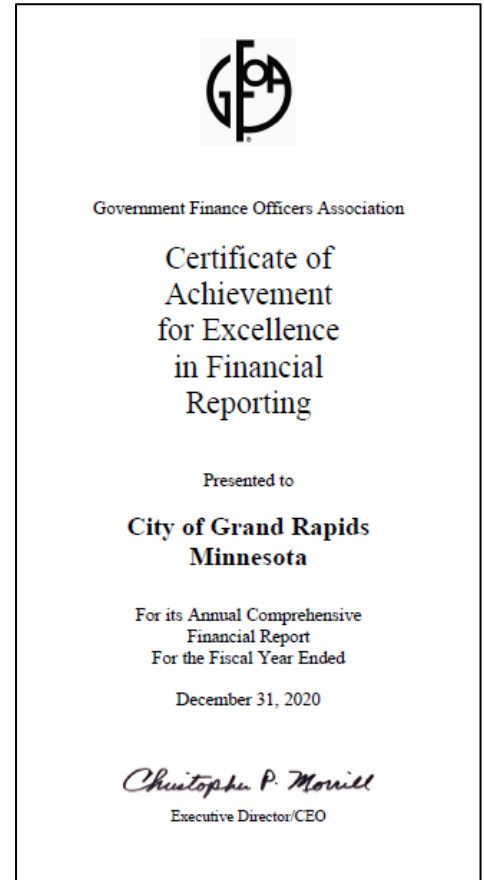 GFOA
Government Finance Officers Association
Certificate of
Achievement
for Excellence
in Financial
Reporting
Presented to
City of Grand Rapids
Minnesota
For its Annual Comprehensive
Financial Report
For the Fiscal Year Ended
December 31, 2020
Christopher P. Morrill
Executive Director/CEO